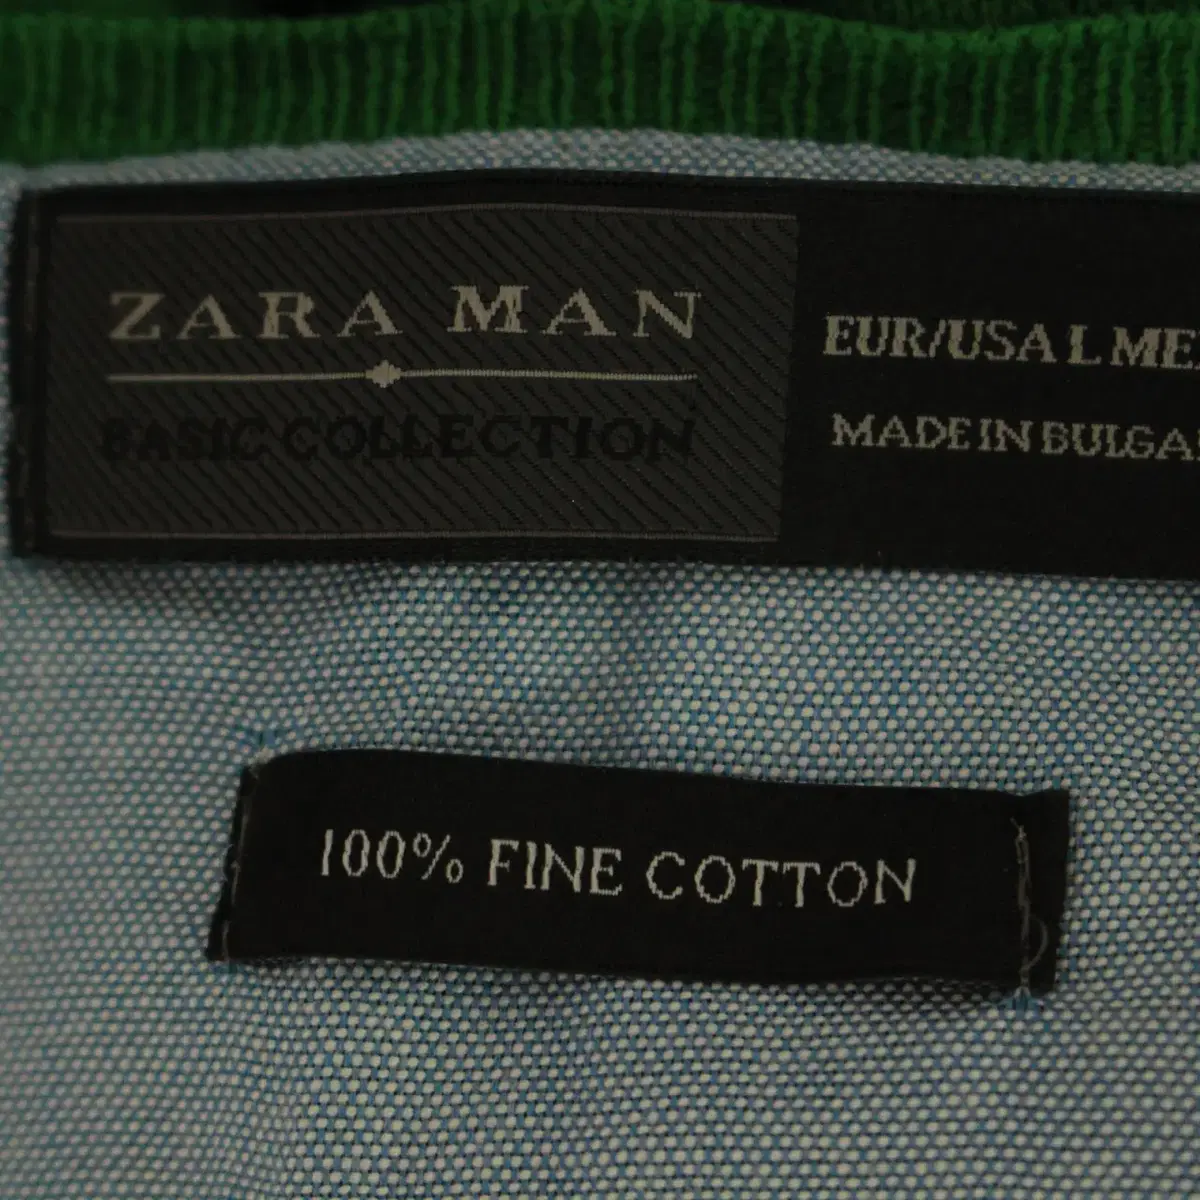 ZARA MAN
BASIC COLLECTION
EUR/USA L ME
MADE IN BULGA
100% FINE COTTON